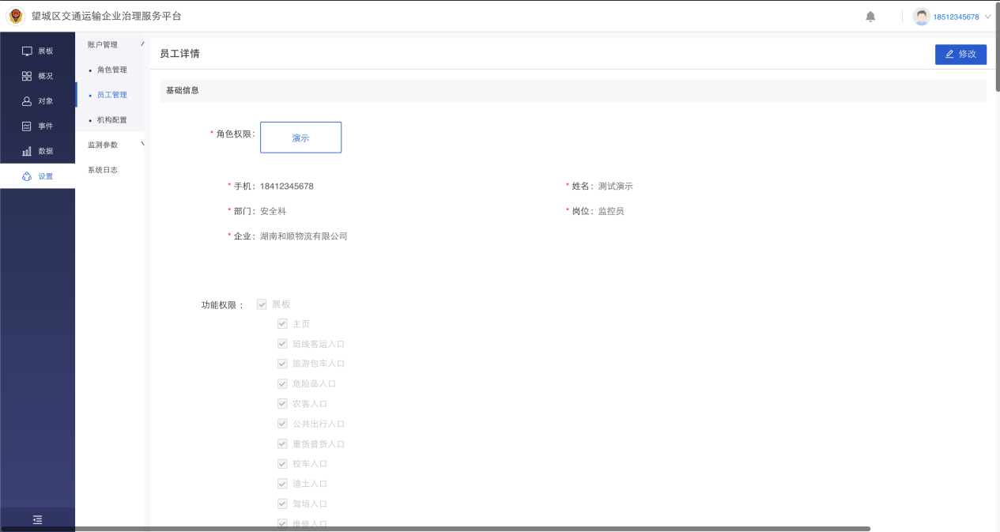 望城区交通运输企业治理服务平台
18512345678
展板
概况
对象
事件
数据
设置
账户管理
角色管理
员工管理
机构配置
监测参数
系统日志
员工详情
修改
基础信息
* 角色权限： 演示
* 手机： 18412345678
* 姓名： 测试演示
* 部门： 安全科
* 岗位： 监控员
* 企业： 湖南和顺物流有限公司
功能权限 ：
展板
主页
班线客运入口
旅游包车入口
危险品入口
农客入口
公共出行入口
重货普货入口
校车入口
渣土入口
驾培入口
维修入口